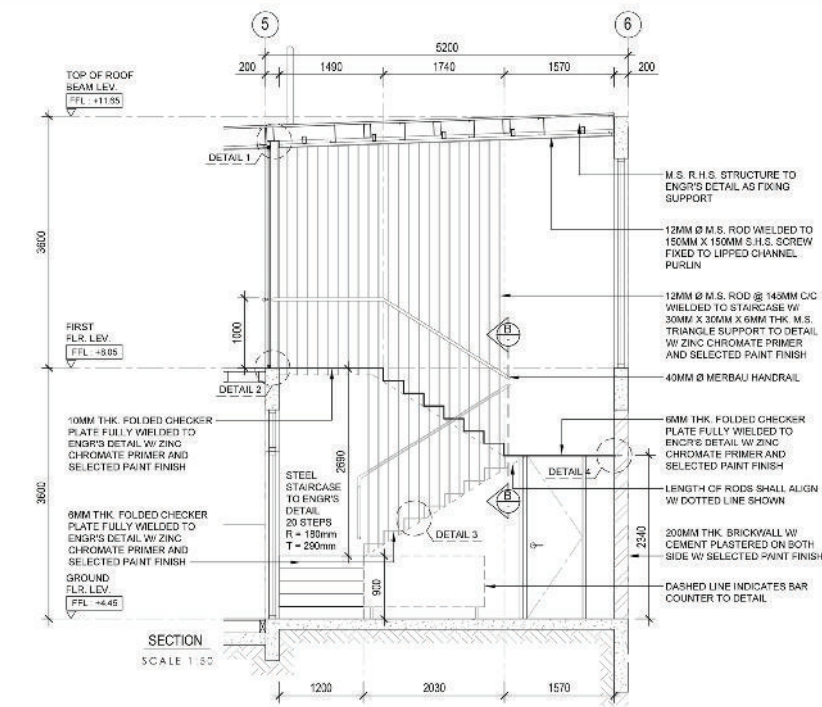 5
6
5200
200
1490
1740
1570
200
TOP OF ROOF
BEAM LEV.
FFL : +11.65
DETAIL 1
M.S. R.H.S. STRUCTURE TO
ENGR'S DETAIL AS FIXING
SUPPORT
12MM Ø M.S. ROD WIELDED TO
150MM X 150MM S.H.S. SCREW
FIXED TO LIPPED CHANNEL
PURLIN
3600
12MM Ø M.S. ROD @ 145MM C/C
WIELDED TO STAIRCASE W/
30MM X 30MM X 6MM THK. M.S.
TRIANGLE SUPPORT TO DETAIL
W/ ZINC CHROMATE PRIMER
AND SELECTED PAINT FINISH
1000
B
FIRST
FLR. LEV.
FFL : +8.05
DETAIL 2
40MM Ø MERBAU HANDRAIL
10MM THK. FOLDED CHECKER
PLATE FULLY WIELDED TO
ENGR'S DETAIL W/ ZINC
CHROMATE PRIMER AND
SELECTED PAINT FINISH
6MM THK. FOLDED CHECKER
PLATE FULLY WIELDED TO
ENGR'S DETAIL W/ ZINC
CHROMATE PRIMER AND
SELECTED PAINT FINISH
2690
STEEL
STAIRCASE
TO ENGR'S
DETAIL
20 STEPS
R = 180mm
T = 290mm
DETAIL 4
B
LENGTH OF RODS SHALL ALIGN
W/ DOTTED LINE SHOWN
3600
6MM THK. FOLDED CHECKER
PLATE FULLY WIELDED TO
ENGR'S DETAIL W/ ZINC
CHROMATE PRIMER AND
SELECTED PAINT FINISH
DETAIL 3
2340
200MM THK. BRICKWALL W/
CEMENT PLASTERED ON BOTH
SIDE W/ SELECTED PAINT FINISH
900
DASHED LINE INDICATES BAR
COUNTER TO DETAIL
GROUND
FLR. LEV.
FFL : +4.45
SECTION
SCALE 1:50
1200
2030
1570